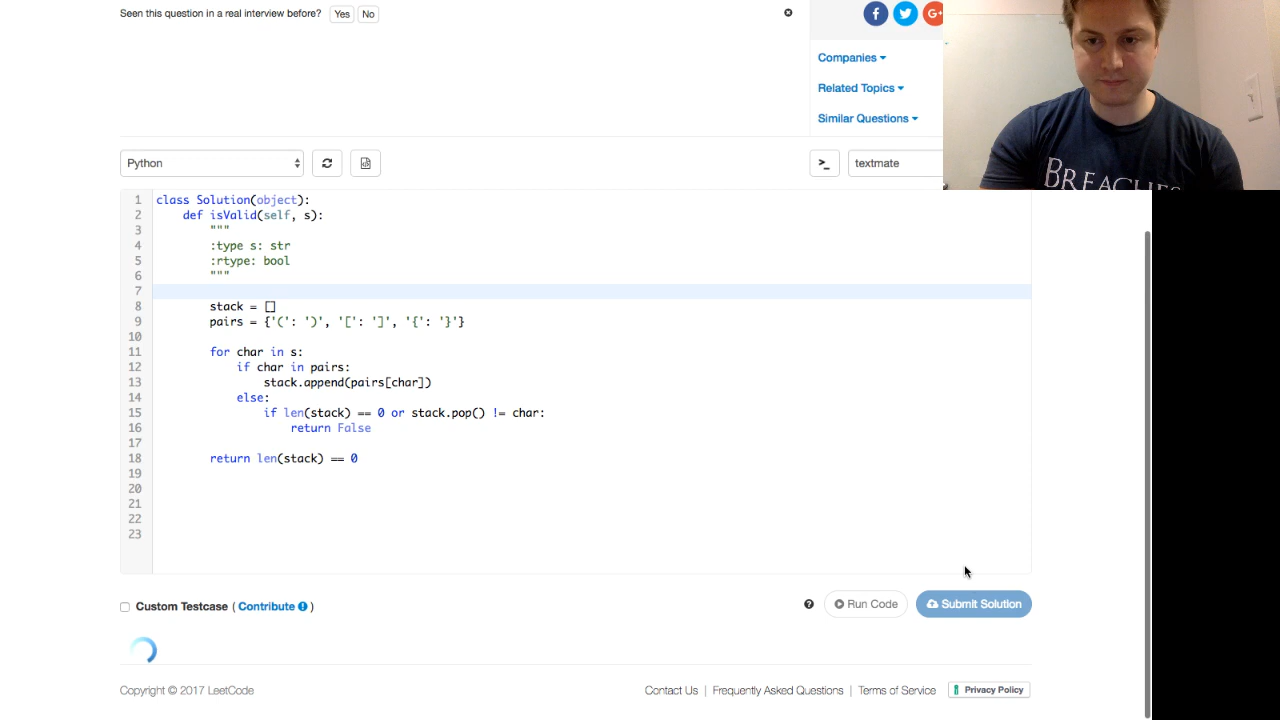 Seen this question in a real interview before? Yes No
Companies
Related Topics
Similar Questions
Python
>_ textmate
BREACHES
1 class Solution(object):
2 def isValid(self, s):
3 """
4 :type s: str
5 :rtype: bool
6 """
7
8 stack = []
9 pairs = {'(': ')', '[': ']', '{': '}'}
10
11 for char in s:
12 if char in pairs:
13 stack.append(pairs[char])
14 else:
15 if len(stack) == 0 or stack.pop() != char:
16 return False
17
18 return len(stack) == 0
19
20
21
22
23
Custom Testcase ( Contribute )
Run Code Submit Solution
Copyright © 2017 LeetCode
Contact Us | Frequently Asked Questions | Terms of Service Privacy Policy